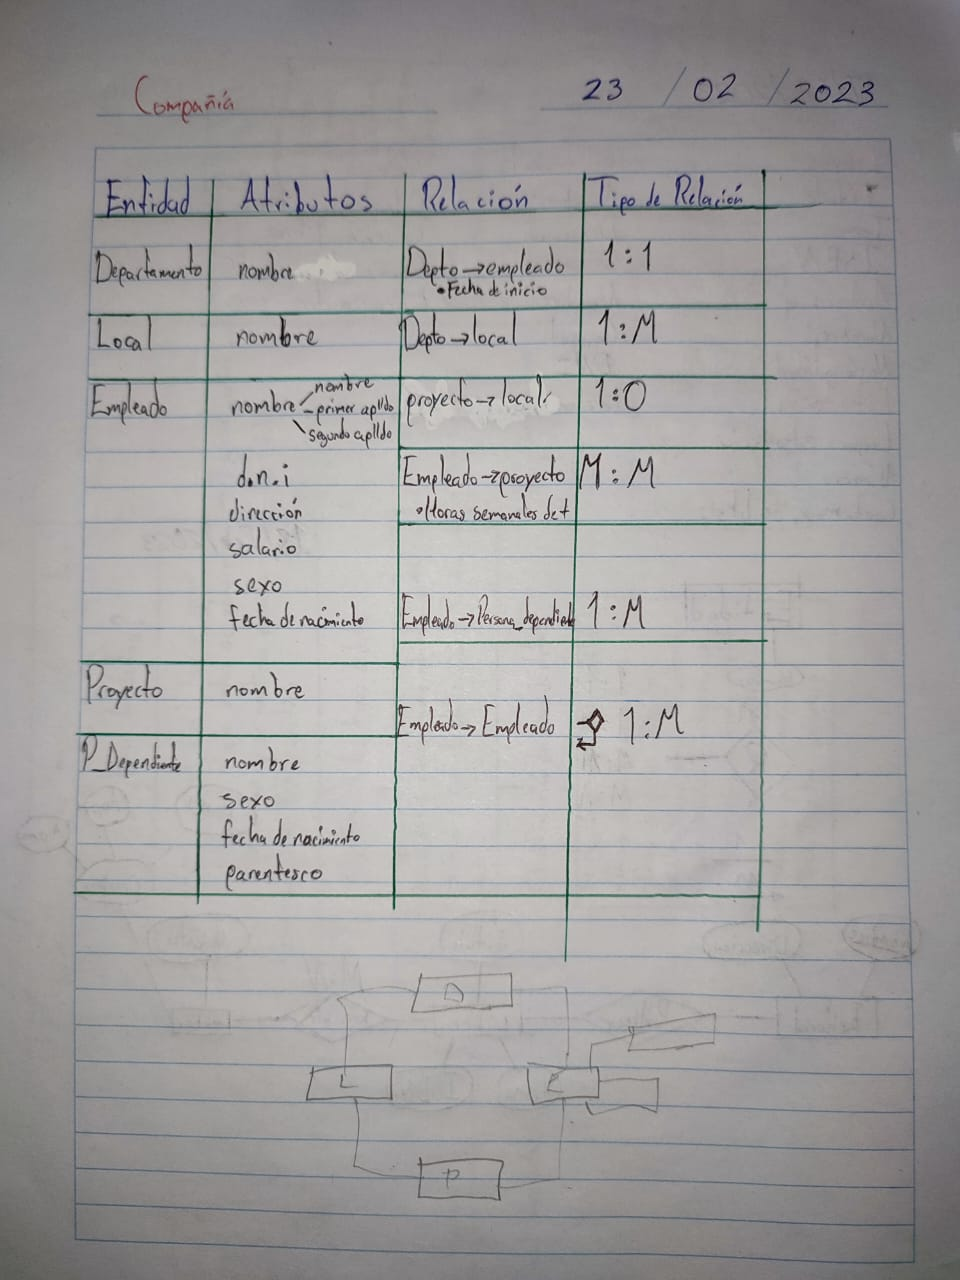 Compañía
23 / 02 / 2023
Entidad Atributos Relación Tipo de Relación
Departamento nombre Depto→empleado 1:1
•Fecha de inicio
Local nombre Depto→local 1:M
Empleado nombre nombre proyecto→local 1:0
primer aplldo
segundo aplldo
d.n.i Empleado→proyecto M:M
dirección •Horas semanales de t
salario
sexo
fecha de nacimiento Empleado→Persona_dependiente 1:M
Proyecto nombre
Empleado→Empleado 1:M
P_Dependiente nombre
sexo
fecha de nacimiento
parentesco
D
L E
P